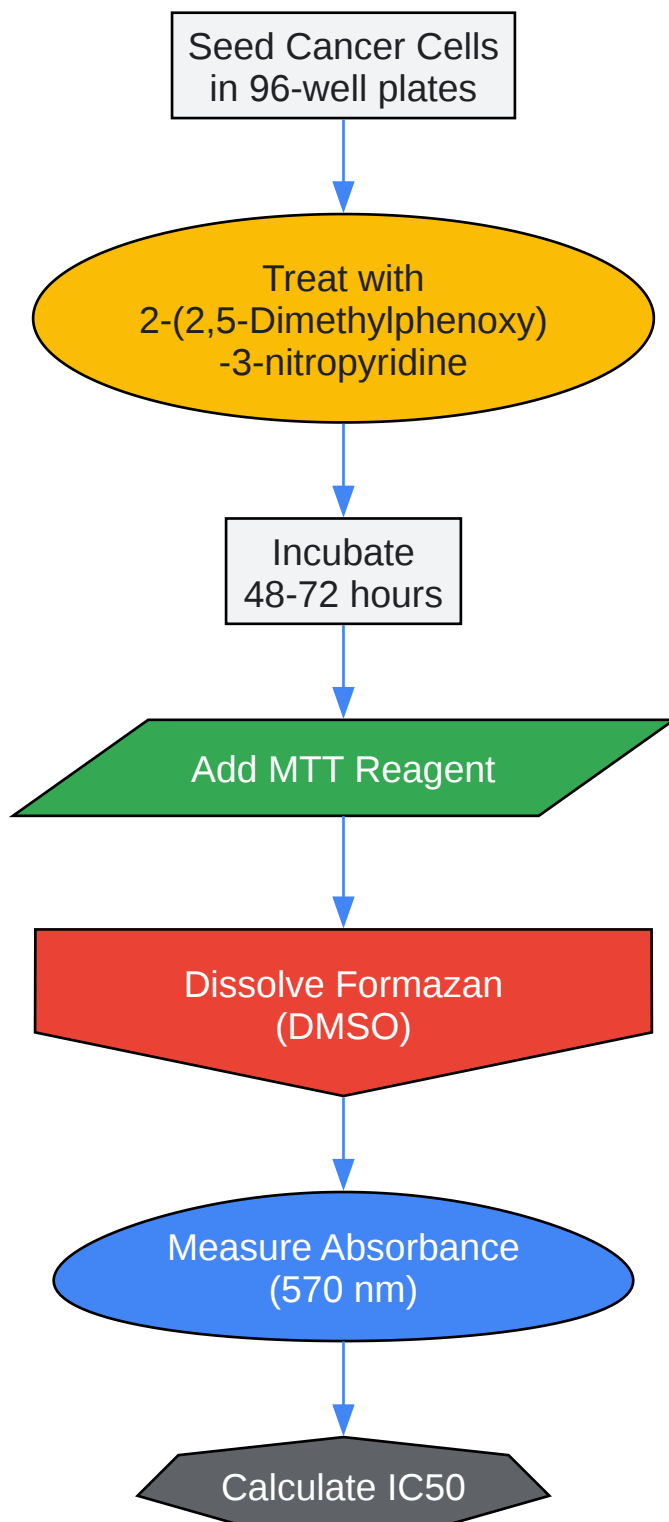 Seed Cancer Cells
in 96-well plates
Treat with
2-(2,5-Dimethylphenoxy)
-3-nitropyridine
Incubate
48-72 hours
Add MTT Reagent
Dissolve Formazan
(DMSO)
Measure Absorbance
(570 nm)
Calculate IC50